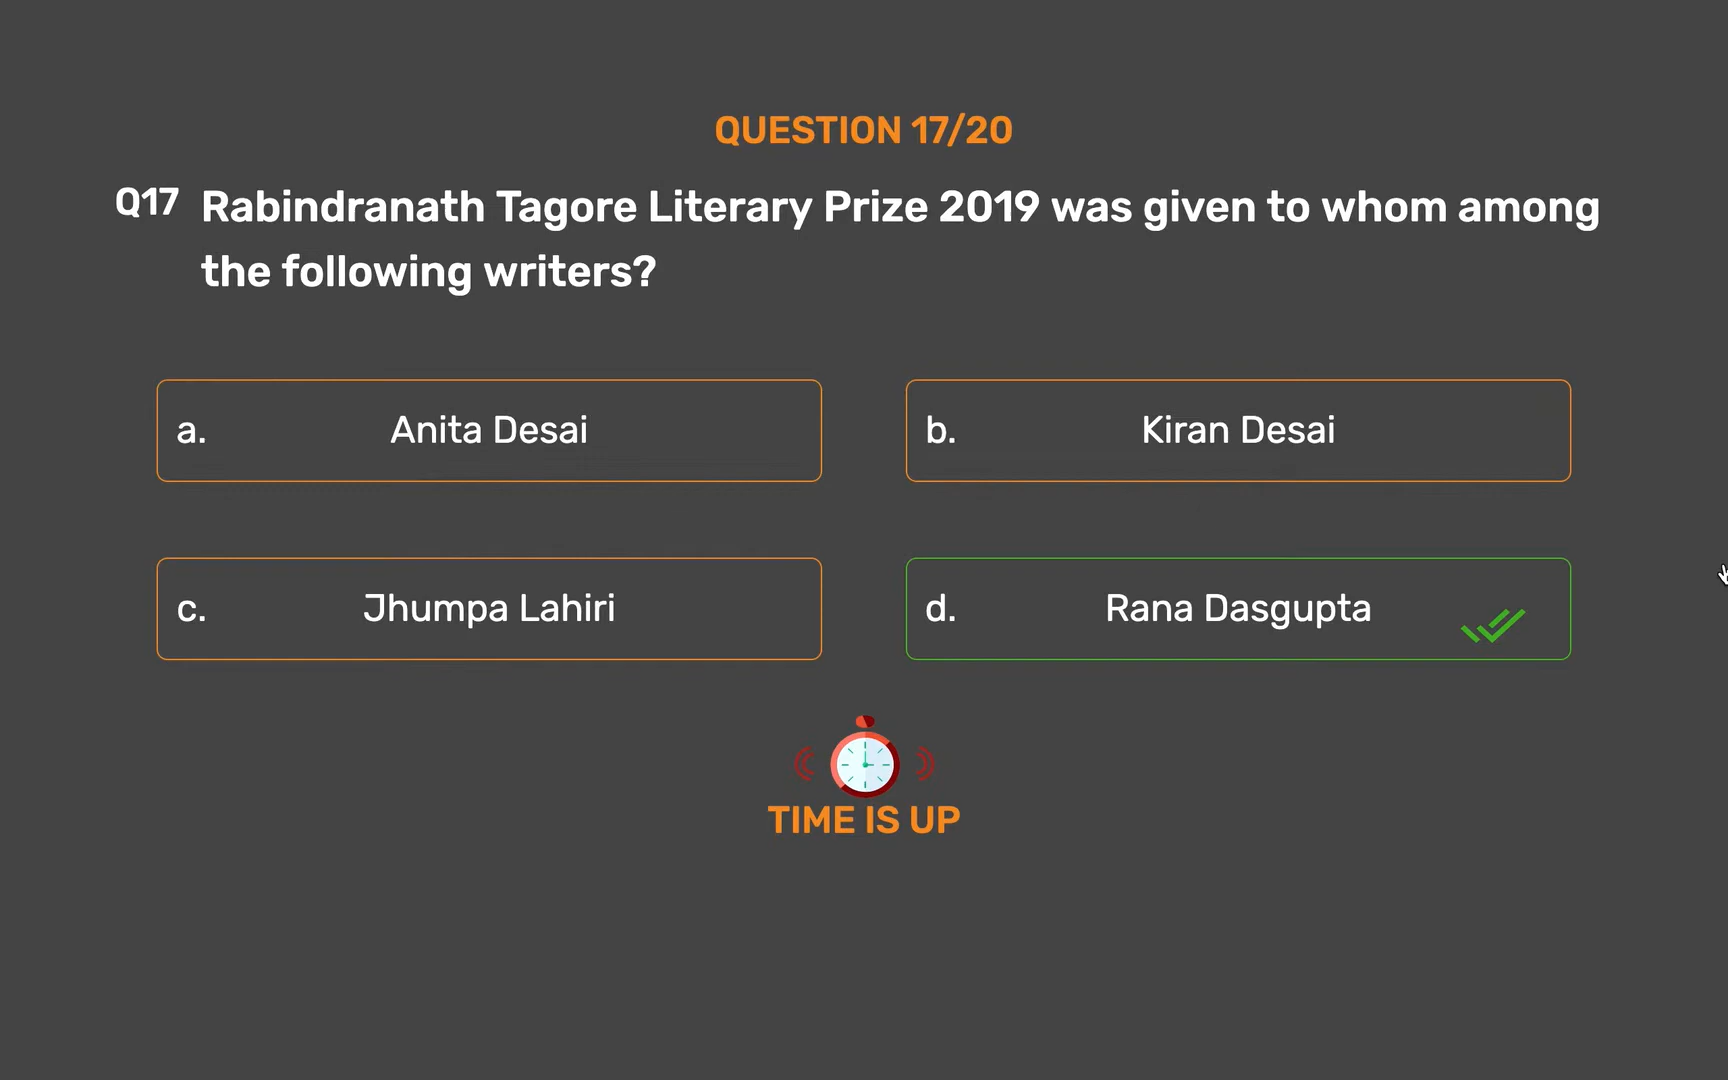 QUESTION 17/20
Q17 Rabindranath Tagore Literary Prize 2019 was given to whom among
the following writers?
a. Anita Desai
b. Kiran Desai
c. Jhumpa Lahiri
d. Rana Dasgupta
TIME IS UP